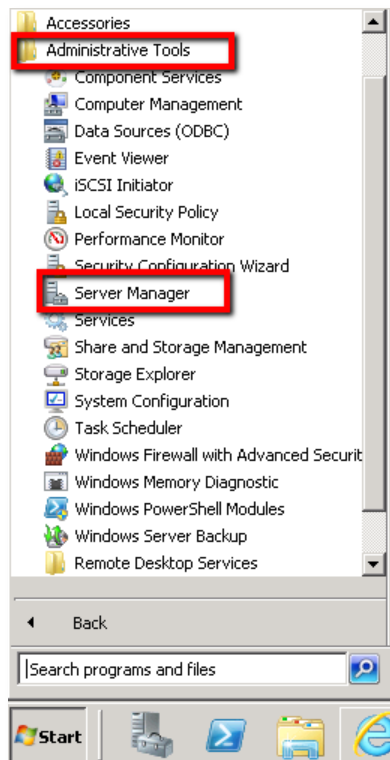 Accessories
Administrative Tools
Component Services
Computer Management
Data Sources (ODBC)
Event Viewer
iSCSI Initiator
Local Security Policy
Performance Monitor
Security Configuration Wizard
Server Manager
Services
Share and Storage Management
Storage Explorer
System Configuration
Task Scheduler
Windows Firewall with Advanced Securit
Windows Memory Diagnostic
Windows PowerShell Modules
Windows Server Backup
Remote Desktop Services
Back
Search programs and files
Start